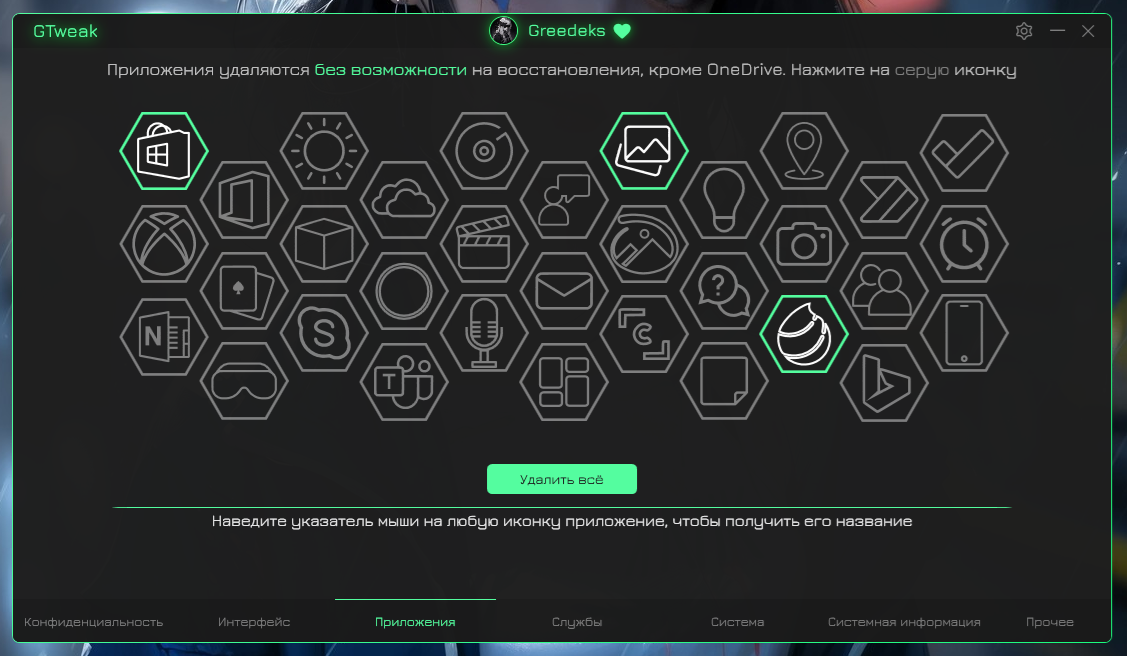 GTweak
Greedeks
Приложения удаляются без возможности на восстановления, кроме OneDrive. Нажмите на серую иконку
N
S
T
?
C
Удалить всё
Наведите указатель мыши на любую иконку приложение, чтобы получить его название
Конфиденциальность Интерфейс Приложения Службы Система Системная информация Прочее